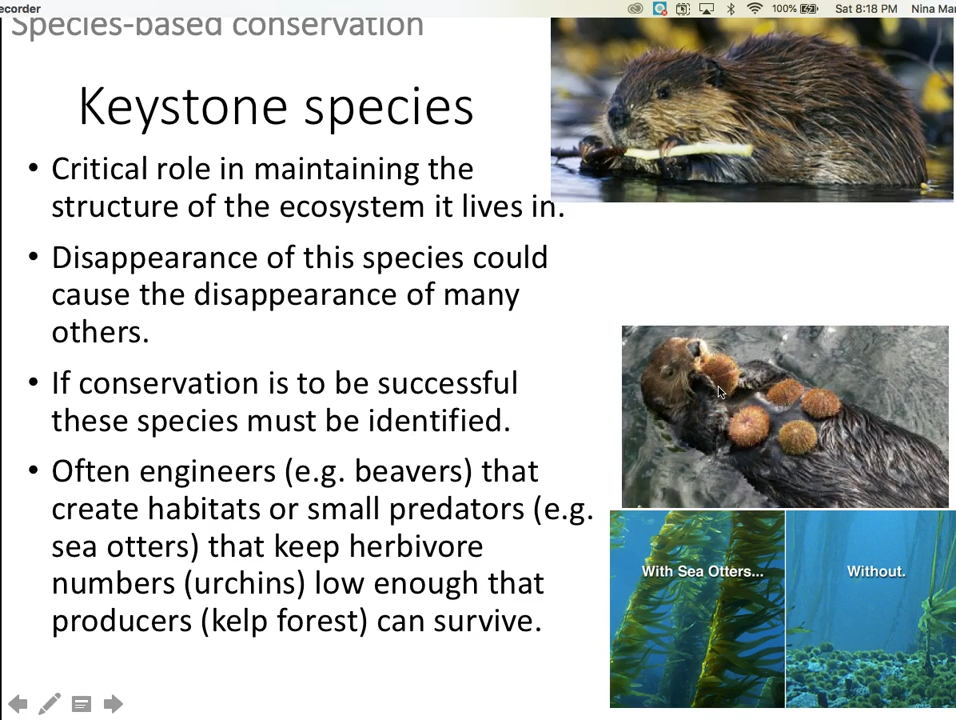 ecorder
100%
Sat 8:18 PM
Nina Mar
Species-based conservation
Keystone species
• Critical role in maintaining the
structure of the ecosystem it lives in.
• Disappearance of this species could
cause the disappearance of many
others.
• If conservation is to be successful
these species must be identified.
• Often engineers (e.g. beavers) that
create habitats or small predators (e.g.
sea otters) that keep herbivore
numbers (urchins) low enough that
producers (kelp forest) can survive.
With Sea Otters...
Without.